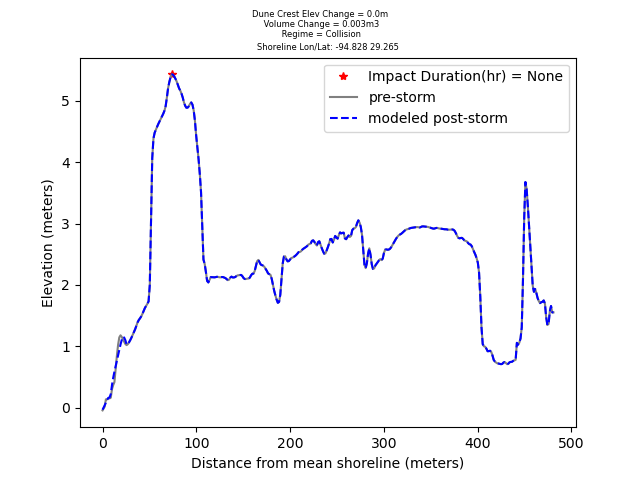 Dune Crest Elev Change = 0.0m
Volume Change = 0.003m3
Regime = Collision
Shoreline Lon/Lat: -94.828 29.265
Impact Duration(hr) = None
pre-storm
modeled post-storm
Elevation (meters)
5
4
3
2
1
0
0 100 200 300 400 500
Distance from mean shoreline (meters)